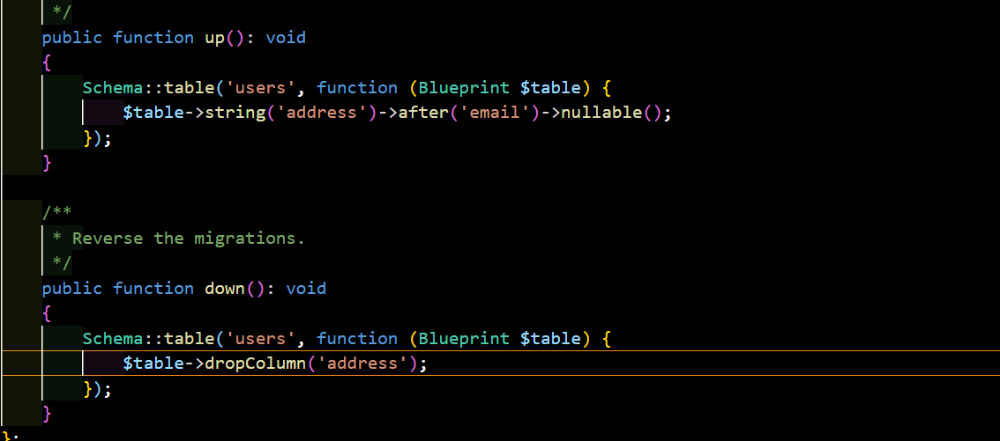 */
public function up(): void
{
Schema::table('users', function (Blueprint $table) {
$table->string('address')->after('email')->nullable();
});
}
/**
* Reverse the migrations.
*/
public function down(): void
{
Schema::table('users', function (Blueprint $table) {
$table->dropColumn('address');
});
}
};